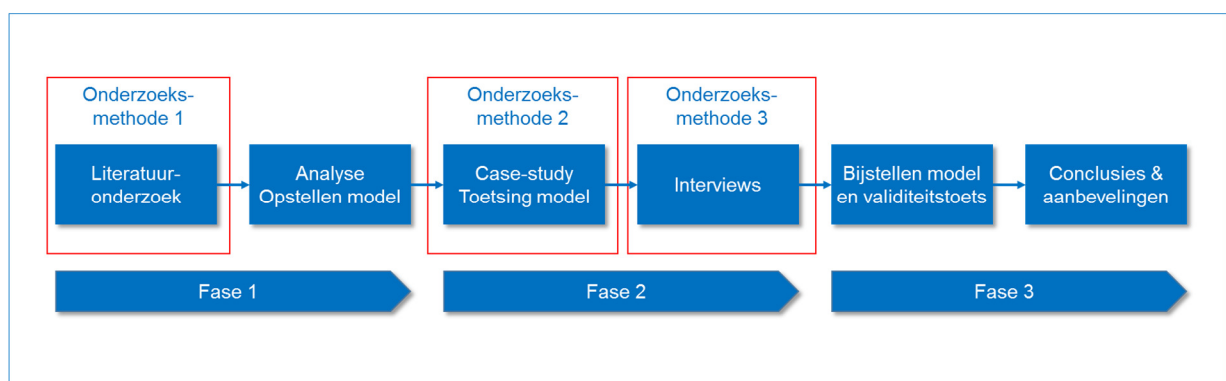 Onderzoeks-
methode 1
Onderzoeks-
methode 2
Onderzoeks-
methode 3
Literatuur-
onderzoek
Analyse
Opstellen model
Case-study
Toetsing model
Interviews
Bijstellen model
en validiteitstoets
Conclusies &
aanbevelingen
Fase 1
Fase 2
Fase 3